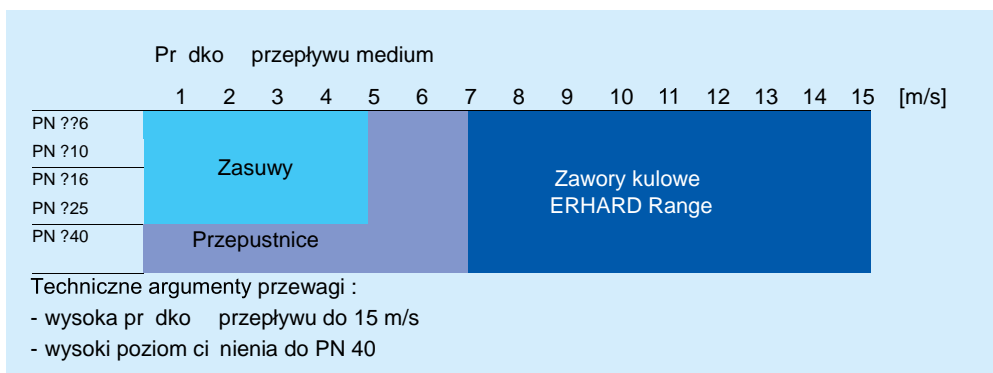 Pr dko przepływu medium
1 2 3 4 5 6 7 8 9 10 11 12 13 14 15 [m/s]
PN ??6
PN ?10
Zasuwy
PN ?16
Zawory kulowe
PN ?25
ERHARD Range
PN ?40
Przepustnice
Techniczne argumenty przewagi :
- wysoka pr dko przepływu do 15 m/s
- wysoki poziom ci nienia do PN 40